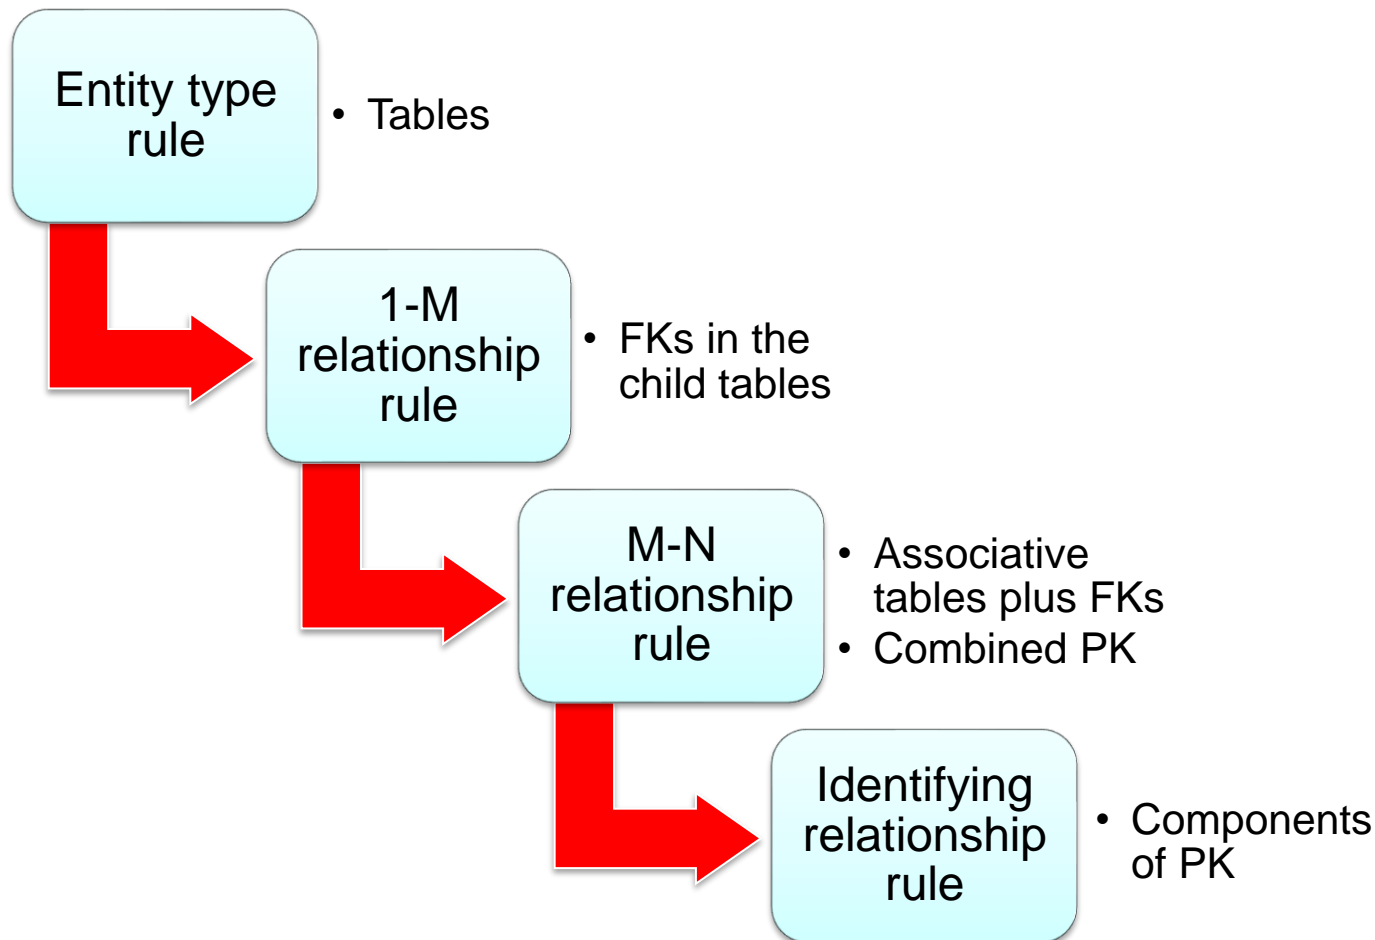 Entity type
rule
• Tables
1-M
relationship
rule
• FKs in the
child tables
M-N
relationship
rule
• Associative
tables plus FKs
• Combined PK
Identifying
relationship
rule
• Components
of PK